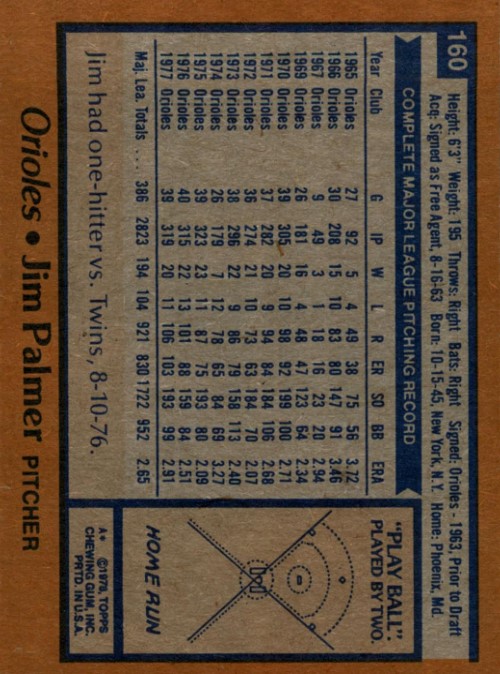 160
Height: 6'3" Weight: 195 Throws: Right Bats: Right Signed: Orioles - 1963, Prior to Draft
Acq: Signed as Free Agent, 8-16-63 Born: 10-15-45, New York, N.Y. Home: Phoenix, Md.
COMPLETE MAJOR LEAGUE PITCHING RECORD
Year Club G IP W L R ER SO BB ERA
1965 Orioles 27 92 5 4 49 38 75 56 3.72
1966 Orioles 30 208 15 10 83 80 147 91 3.46
1967 Orioles 9 49 3 1 18 16 23 20 2.94
1969 Orioles 26 181 16 4 48 47 123 64 2.34
1970 Orioles 39 305 20 10 98 92 199 100 2.71
1971 Orioles 37 282 20 9 94 84 184 106 2.68
1972 Orioles 36 274 21 10 73 63 184 70 2.07
1973 Orioles 38 296 22 9 86 79 158 113 2.40
1974 Orioles 26 179 7 12 78 65 84 69 3.27
1975 Orioles 39 323 23 11 87 75 193 80 2.09
1976 Orioles 40 315 22 13 101 88 159 84 2.51
1977 Orioles 39 319 20 11 106 103 193 99 2.91
Maj. Lea. Totals .... 386 2823 194 104 921 830 1722 952 2.65
Jim had one-hitter vs. Twins, 8-10-76.
"PLAY BALL".
PLAYED BY TWO.
HOME RUN
A* ©1978, TOPPS
CHEWING GUM, INC.
PRTD. IN U.S.A.
Orioles • Jim Palmer PITCHER